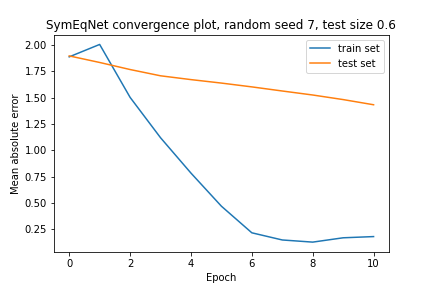 SymEqNet convergence plot, random seed 7, test size 0.6
train set
test set
2.00
1.75
1.50
1.25
1.00
0.75
0.50
0.25
Mean absolute error
0 2 4 6 8 10
Epoch